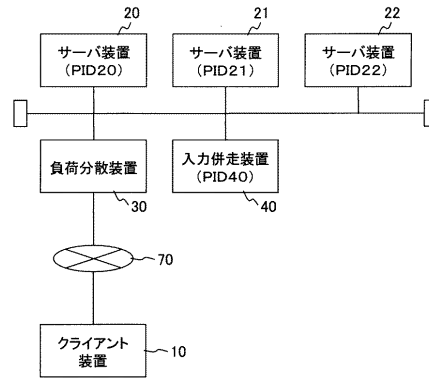 20
サーバ装置
(PID20)
21
サーバ装置
(PID21)
22
サーバ装置
(PID22)
負荷分散装置
30
入力併走装置
(PID40)
40
70
クライアント
装置
10